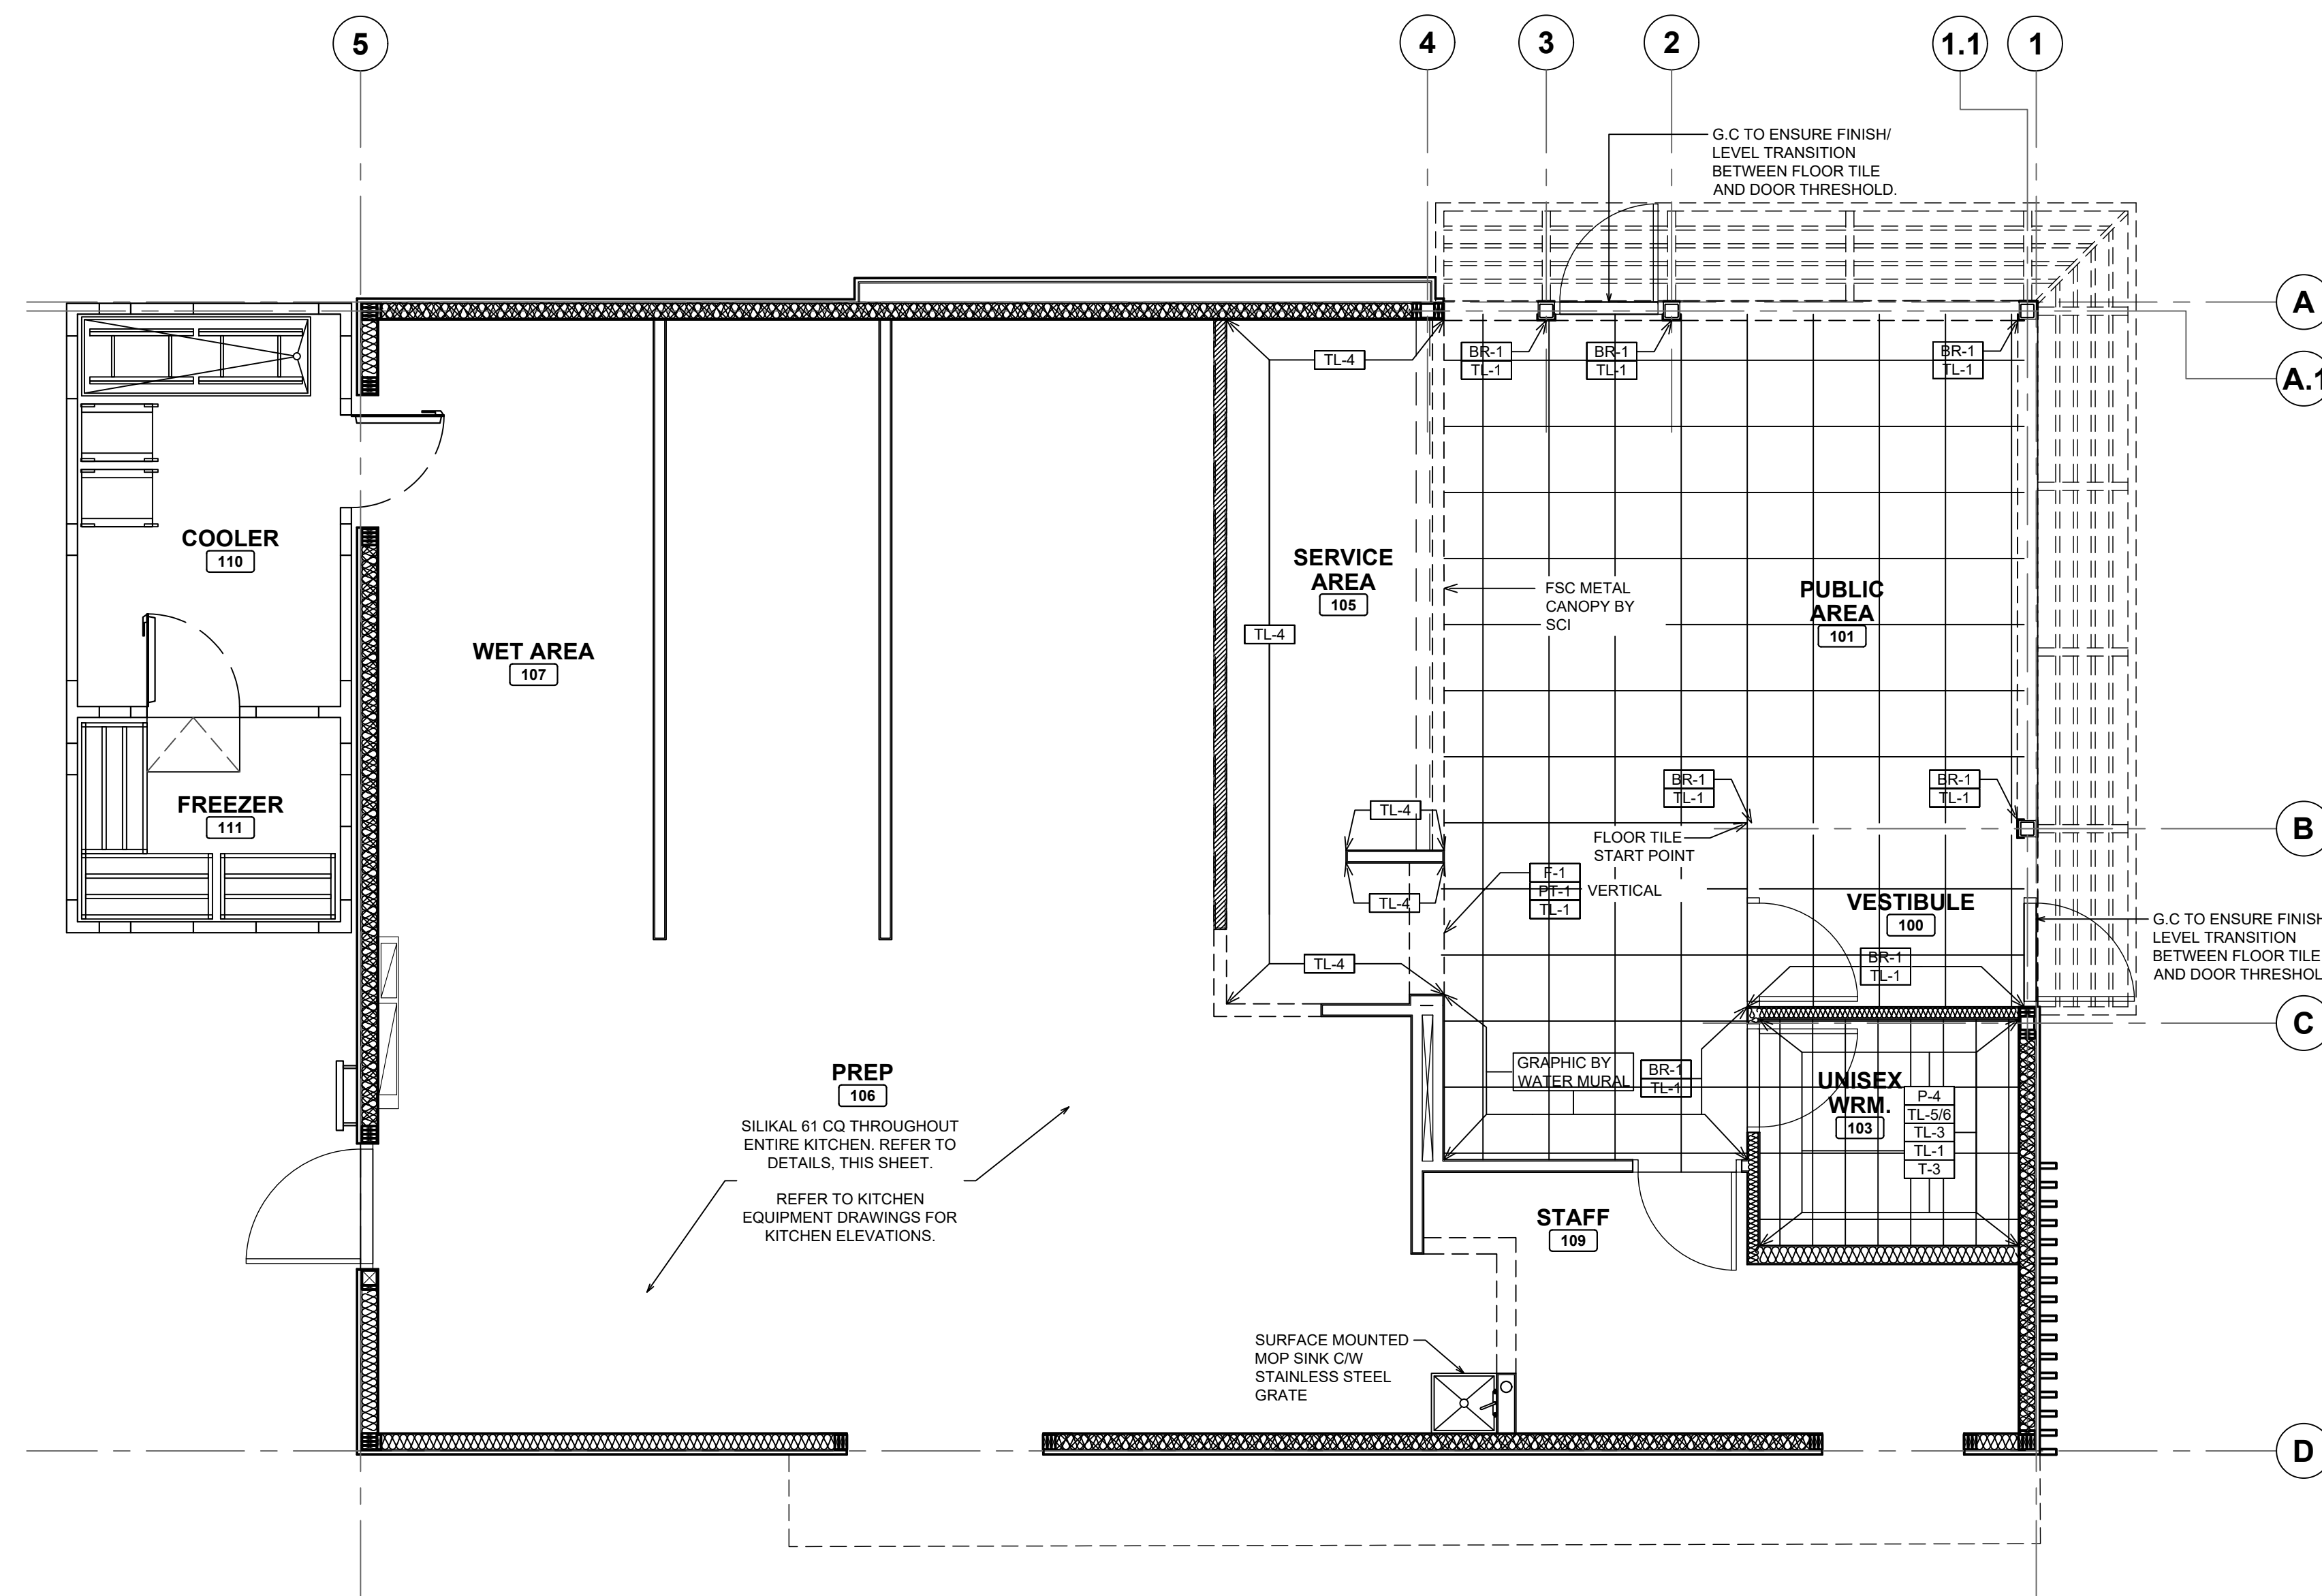 5
4
3
2
1.1
1
G.C TO ENSURE FINISH/
LEVEL TRANSITION
BETWEEN FLOOR TILE
AND DOOR THRESHOLD.
A
A.1
TL-4
BR-1
TL-1
BR-1
TL-1
BR-1
TL-1
COOLER
110
SERVICE
AREA
105
FSC METAL
CANOPY BY
SCI
PUBLIC
AREA
101
TL-4
WET AREA
107
FREEZER
111
TL-4
BR-1
TL-1
BR-1
TL-1
B
FLOOR TILE
START POINT
F-1
PT-1
TL-1
VERTICAL
TL-4
VESTIBULE
100
G.C TO ENSURE FINISH
LEVEL TRANSITION
BETWEEN FLOOR TILE
AND DOOR THRESHOL
BR-1
TL-1
TL-4
C
PREP
106
SILIKAL 61 CQ THROUGHOUT
ENTIRE KITCHEN. REFER TO
DETAILS, THIS SHEET.
REFER TO KITCHEN
EQUIPMENT DRAWINGS FOR
KITCHEN ELEVATIONS.
GRAPHIC BY
WATER MURAL
BR-1
TL-1
UNISEX
WRM.
103
P-4
TL-5/6
TL-3
TL-1
T-3
STAFF
109
SURFACE MOUNTED
MOP SINK C/W
STAINLESS STEEL
GRATE
D